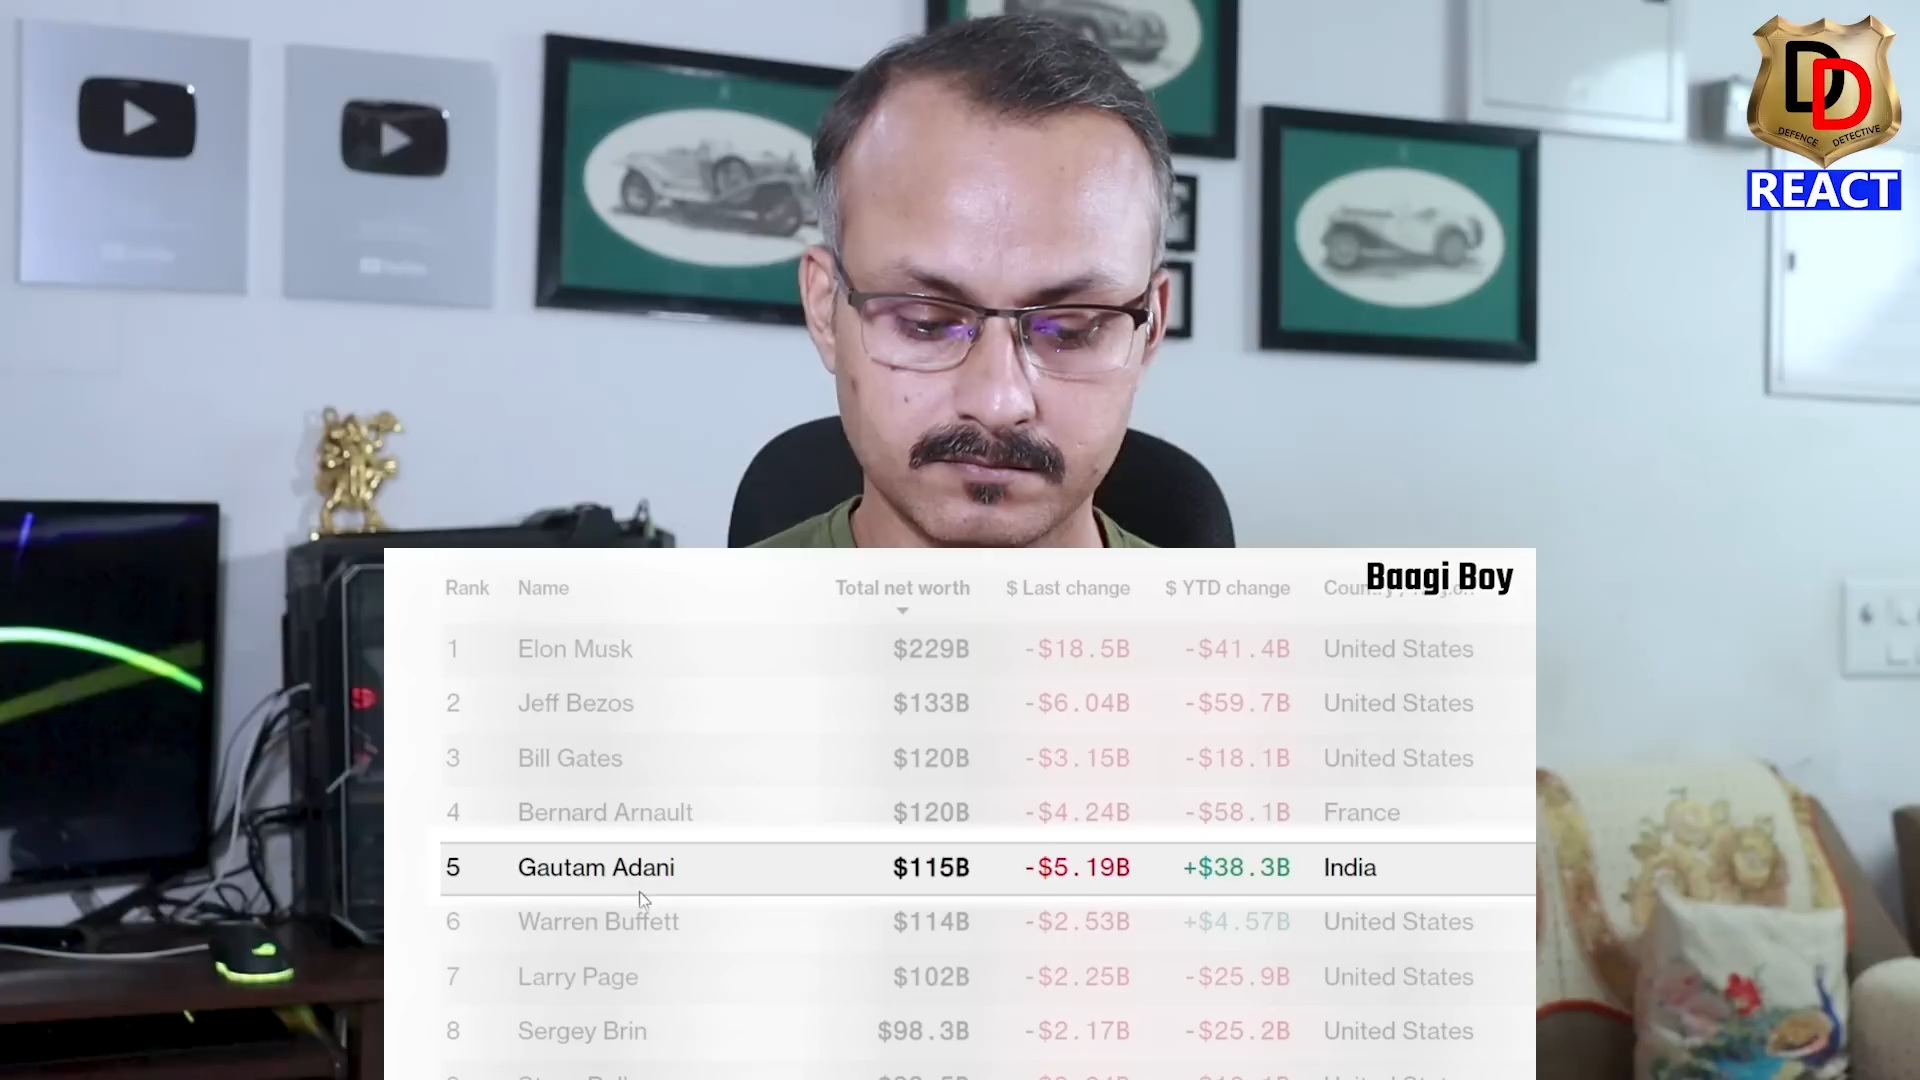 DD
DEFENCE DETECTIVE
REACT
Baagi Boy
Rank Name Total net worth $ Last change $ YTD change
1 Elon Musk $229B -$18.5B -$41.4B United States
2 Jeff Bezos $133B -$6.04B -$59.7B United States
3 Bill Gates $120B -$3.15B -$18.1B United States
4 Bernard Arnault $120B -$4.24B -$58.1B France
5 Gautam Adani $115B -$5.19B +$38.3B India
6 Warren Buffett $114B -$2.53B +$4.57B United States
7 Larry Page $102B -$2.25B -$25.9B United States
8 Sergey Brin $98.3B -$2.17B -$25.2B United States